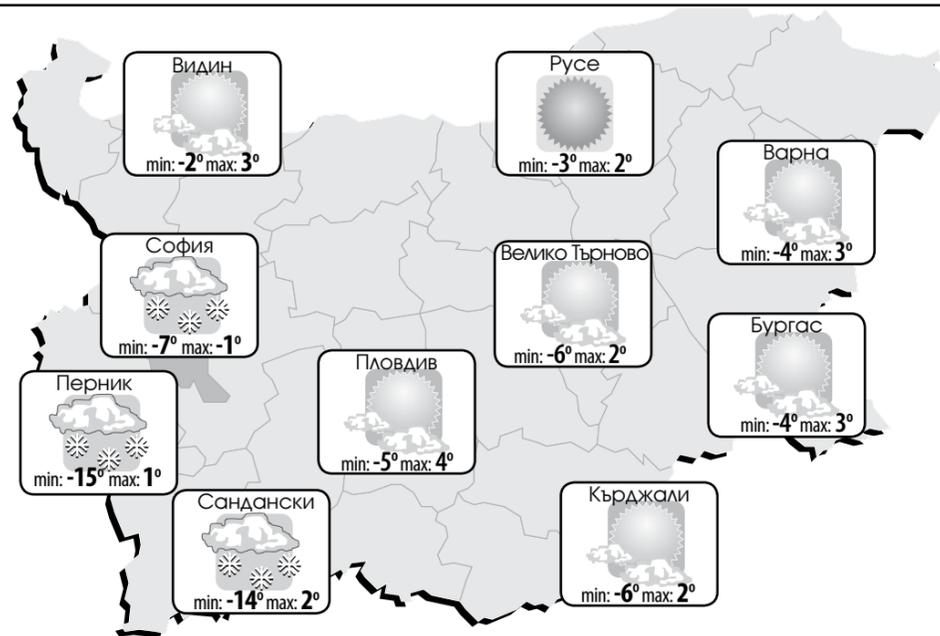 Видин
min: -2° max: 3°
Русе
min: -3° max: 2°
Варна
min: -4° max: 3°
София
min: -7° max: -1°
Велико Търново
min: -6° max: 2°
Бургас
min: -4° max: 3°
Пловдив
min: -5° max: 4°
Перник
min: -15° max: 1°
Сандански
min: -14° max: 2°
Кърджали
min: -6° max: 2°